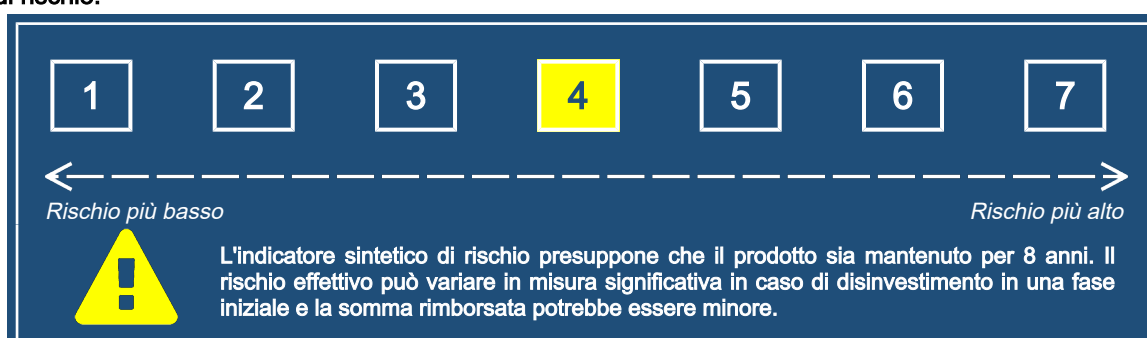 di rischio:
1 2 3 4 5 6 7
Rischio più basso Rischio più alto
L'indicatore sintetico di rischio presuppone che il prodotto sia mantenuto per 8 anni. Il
rischio effettivo può variare in misura significativa in caso di disinvestimento in una fase
iniziale e la somma rimborsata potrebbe essere minore.